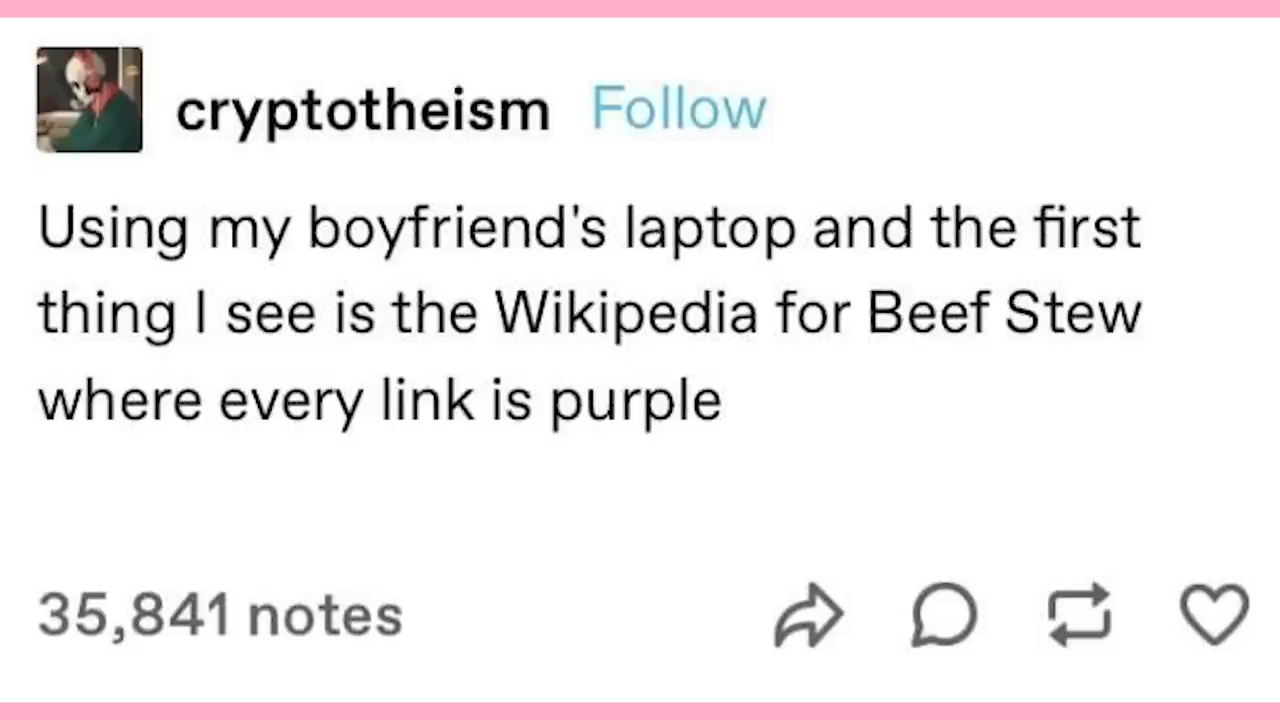 cryptotheism Follow
Using my boyfriend's laptop and the first
thing I see is the Wikipedia for Beef Stew
where every link is purple
35,841 notes